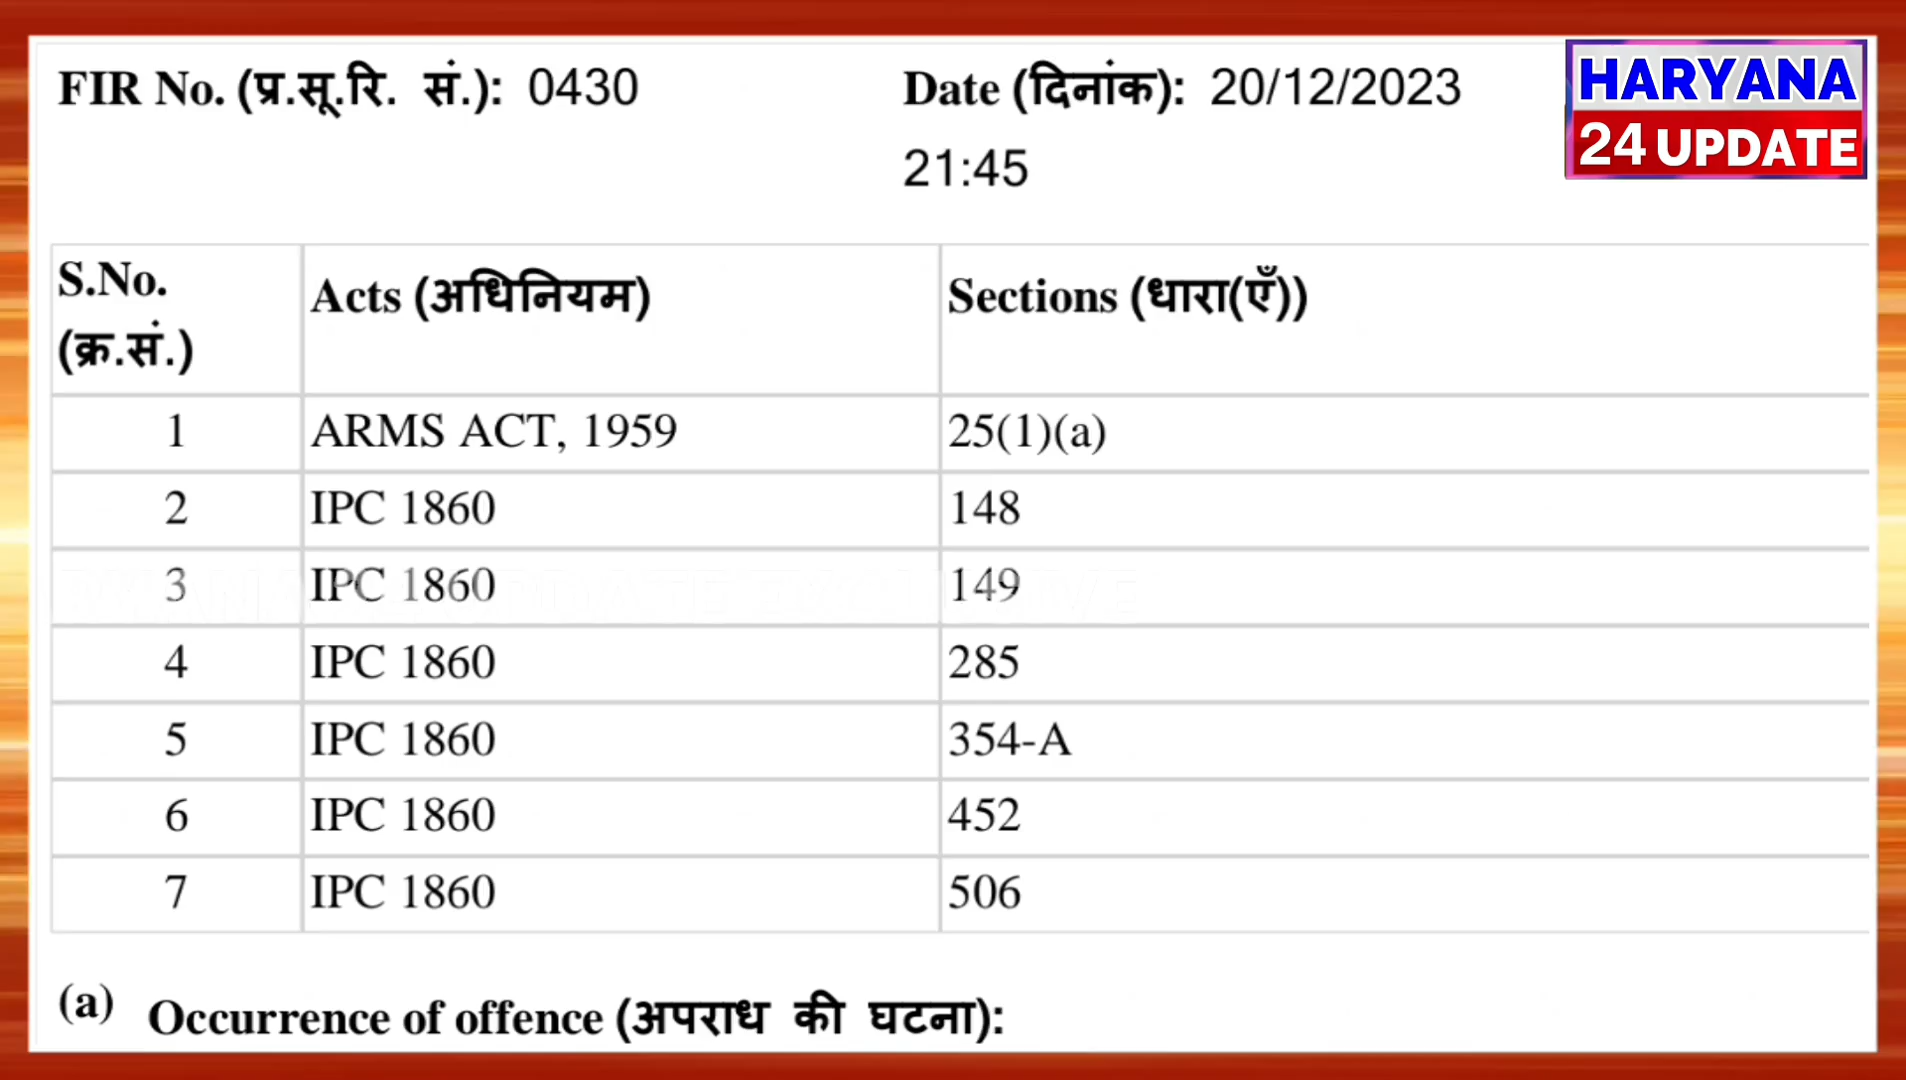 FIR No. (प्र.सू.रि. सं.): 0430 Date (दिनांक): 20/12/2023
21:45
HARYANA
24 UPDATE
S.No. (क्र.सं.) Acts (अधिनियम) Sections (धारा(एँ))
1 ARMS ACT, 1959 25(1)(a)
2 IPC 1860 148
3 IPC 1860 149
4 IPC 1860 285
5 IPC 1860 354-A
6 IPC 1860 452
7 IPC 1860 506
(a) Occurrence of offence (अपराध की घटना):